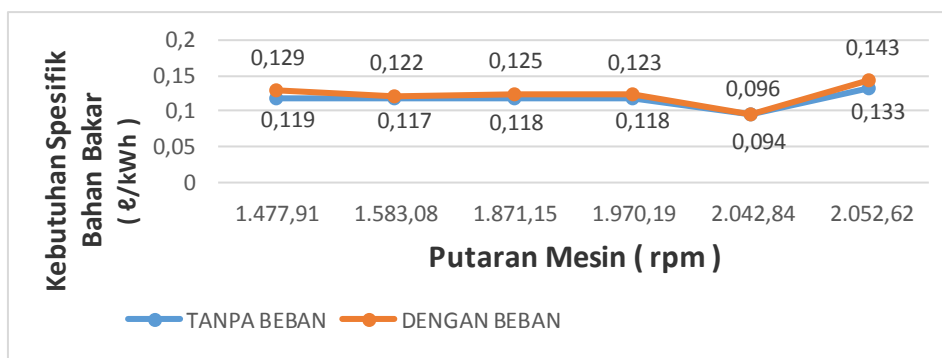 Kebutuhan Spesifik
Bahan Bakar
( ℓ/kWh )
0,2
0,15
0,1
0,05
0
0,129 0,122 0,125 0,123 0,096 0,143
0,119 0,117 0,118 0,118 0,094 0,133
1.477,91 1.583,08 1.871,15 1.970,19 2.042,84 2.052,62
Putaran Mesin ( rpm )
TANPA BEBAN DENGAN BEBAN